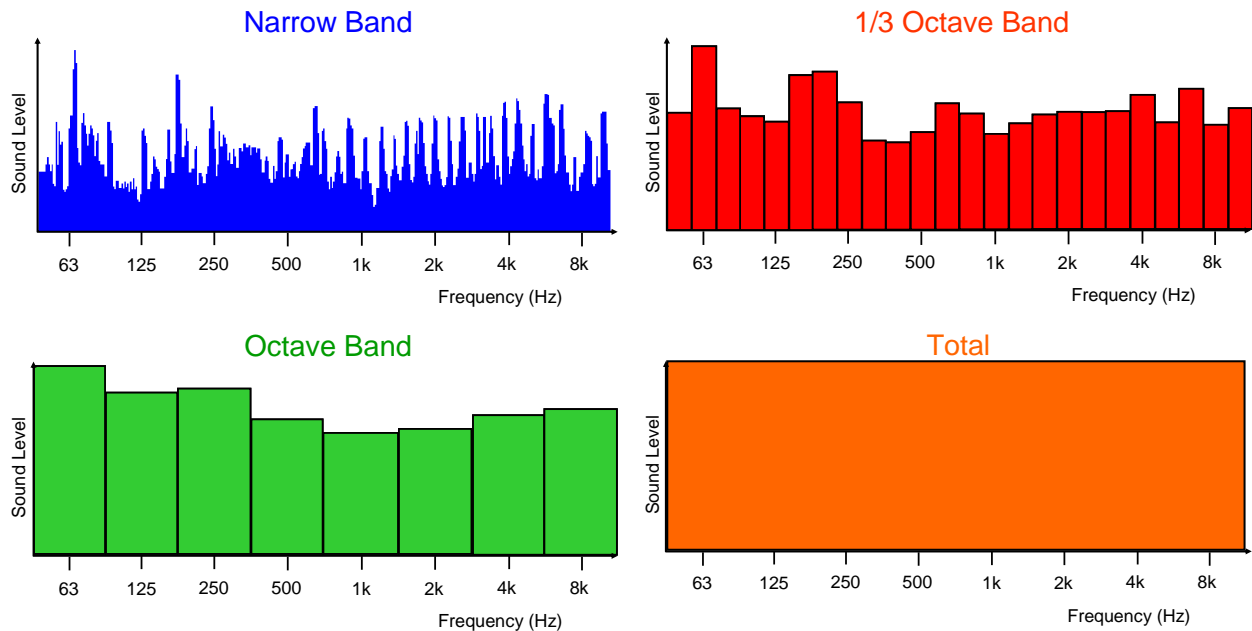 Narrow Band
Sound Level
63 125 250 500 1k 2k 4k 8k
Frequency (Hz)
1/3 Octave Band
Sound Level
63 125 250 500 1k 2k 4k 8k
Frequency (Hz)
Octave Band
Sound Level
63 125 250 500 1k 2k 4k 8k
Frequency (Hz)
Total
Sound Level
63 125 250 500 1k 2k 4k 8k
Frequency (Hz)